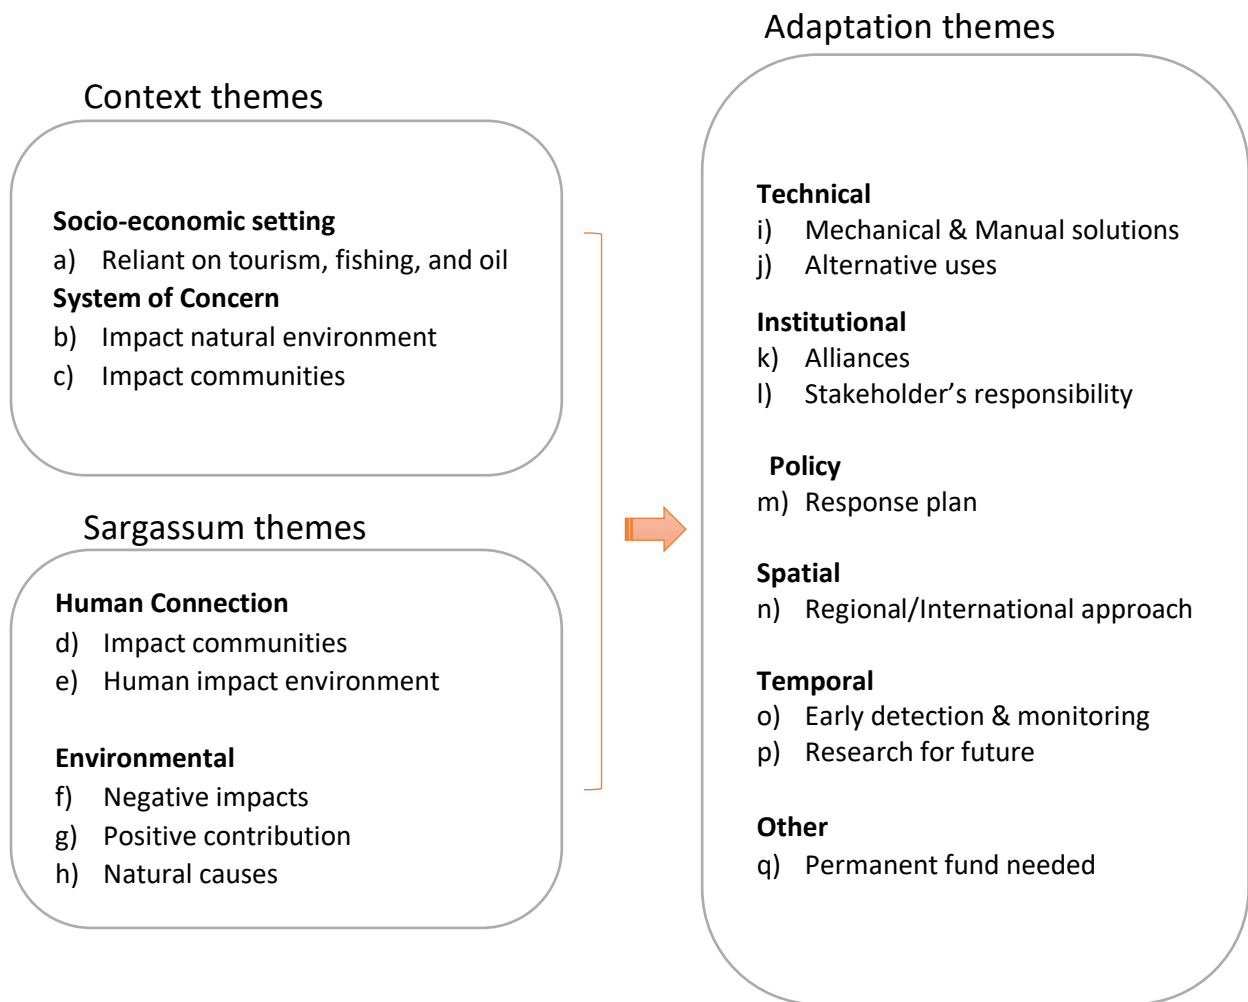 Context themes
Socio-economic setting
a) Reliant on tourism, fishing, and oil
System of Concern
b) Impact natural environment
c) Impact communities
Sargassum themes
Human Connection
d) Impact communities
e) Human impact environment
Environmental
f) Negative impacts
g) Positive contribution
h) Natural causes
Adaptation themes
Technical
i) Mechanical & Manual solutions
j) Alternative uses
Institutional
k) Alliances
l) Stakeholder’s responsibility
Policy
m) Response plan
Spatial
n) Regional/International approach
Temporal
o) Early detection & monitoring
p) Research for future
Other
q) Permanent fund needed